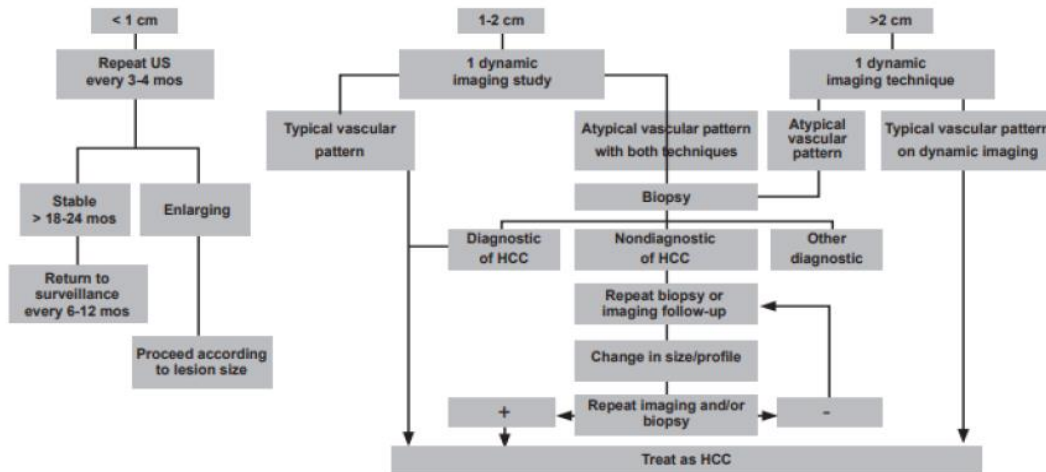 < 1 cm
Repeat US
every 3-4 mos
Stable
> 18-24 mos
Enlarging
Return to
surveillance
every 6-12 mos
Proceed according
to lesion size
1-2 cm
1 dynamic
imaging study
Typical vascular
pattern
Atypical vascular pattern
with both techniques
>2 cm
1 dynamic
imaging technique
Atypical
vascular
pattern
Typical vascular pattern
on dynamic imaging
Biopsy
Diagnostic
of HCC
Nondiagnostic
of HCC
Other
diagnostic
Repeat biopsy or
imaging follow-up
Change in size/profile
Repeat imaging and/or
biopsy
+
-
Treat as HCC